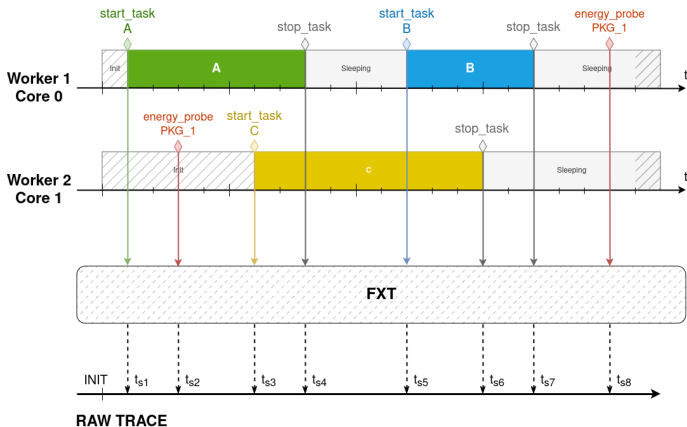 start_task
A
stop_task
start_task
B
stop_task
energy_probe
PKG_1
Worker 1
Core 0
Init
A
Sleeping
B
Sleeping
t
energy_probe
PKG_1
start_task
C
stop_task
Worker 2
Core 1
Init
C
Sleeping
t
FXT
INIT
ts1
ts2
ts3
ts4
ts5
ts6
ts7
ts8
RAW TRACE